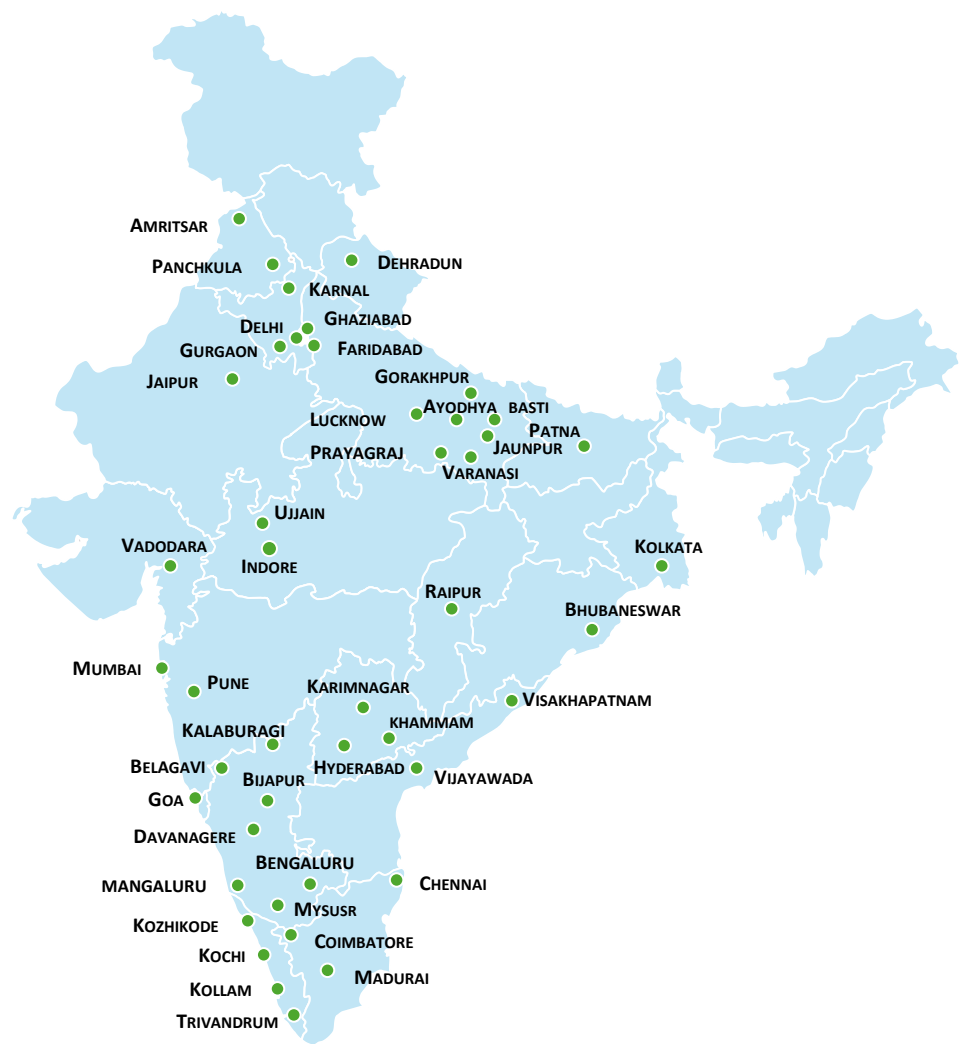 AMRITSAR
PANCHKULA
DEHRADUN
KARNAL
GHAZIABAD
DELHI
GURGAON
FARIDABAD
JAIPUR
GORAKHPUR
LUCKNOW
AYODHYA
BASTI
PATNA
PRAYAGRAJ
JAUNPUR
VARANASI
UJJAIN
VADODARA
INDORE
KOLKATA
RAIPUR
BHUBANESWAR
MUMBAI
PUNE
KARIMNAGAR
VISAKHAPATNAM
KALABURAGI
KHAMMAM
BELAGAVI
BIJAPUR
HYDERABAD
VIJAYAWADA
GOA
DAVANAGERE
BENGALURU
MANGALURU
CHENNAI
MYSUSR
KOZHIKODE
COIMBATORE
KOCHI
MADURAI
KOLLAM
TRIVANDRUM